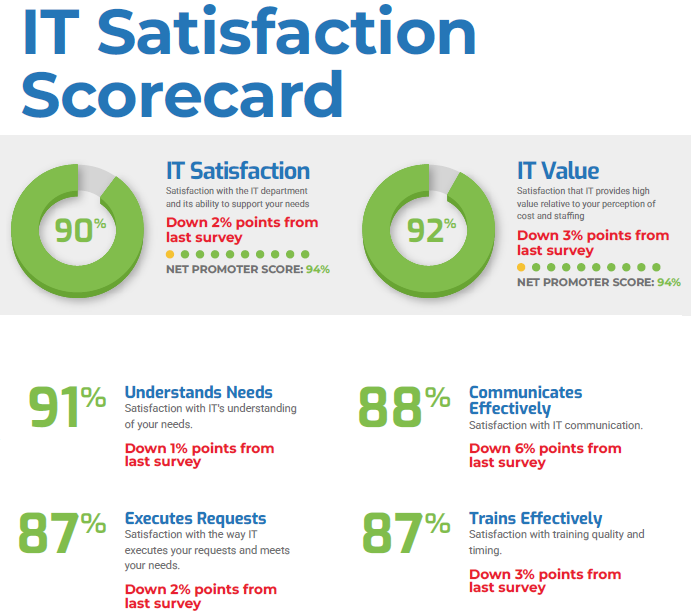 IT Satisfaction
Scorecard
90%
IT Satisfaction
Satisfaction with the IT department
and its ability to support your needs
Down 2% points from
last survey
NET PROMOTER SCORE: 94%
92%
IT Value
Satisfaction that IT provides high
value relative to your perception of
cost and staffing
Down 3% points from
last survey
NET PROMOTER SCORE: 94%
91%
Understands Needs
Satisfaction with IT's understanding
of your needs.
Down 1% points from
last survey
88%
Communicates
Effectively
Satisfaction with IT communication.
Down 6% points from
last survey
87%
Executes Requests
Satisfaction with the way IT
executes your requests and meets
your needs.
Down 2% points from
last survey
87%
Trains Effectively
Satisfaction with training quality and
timing.
Down 3% points from
last survey